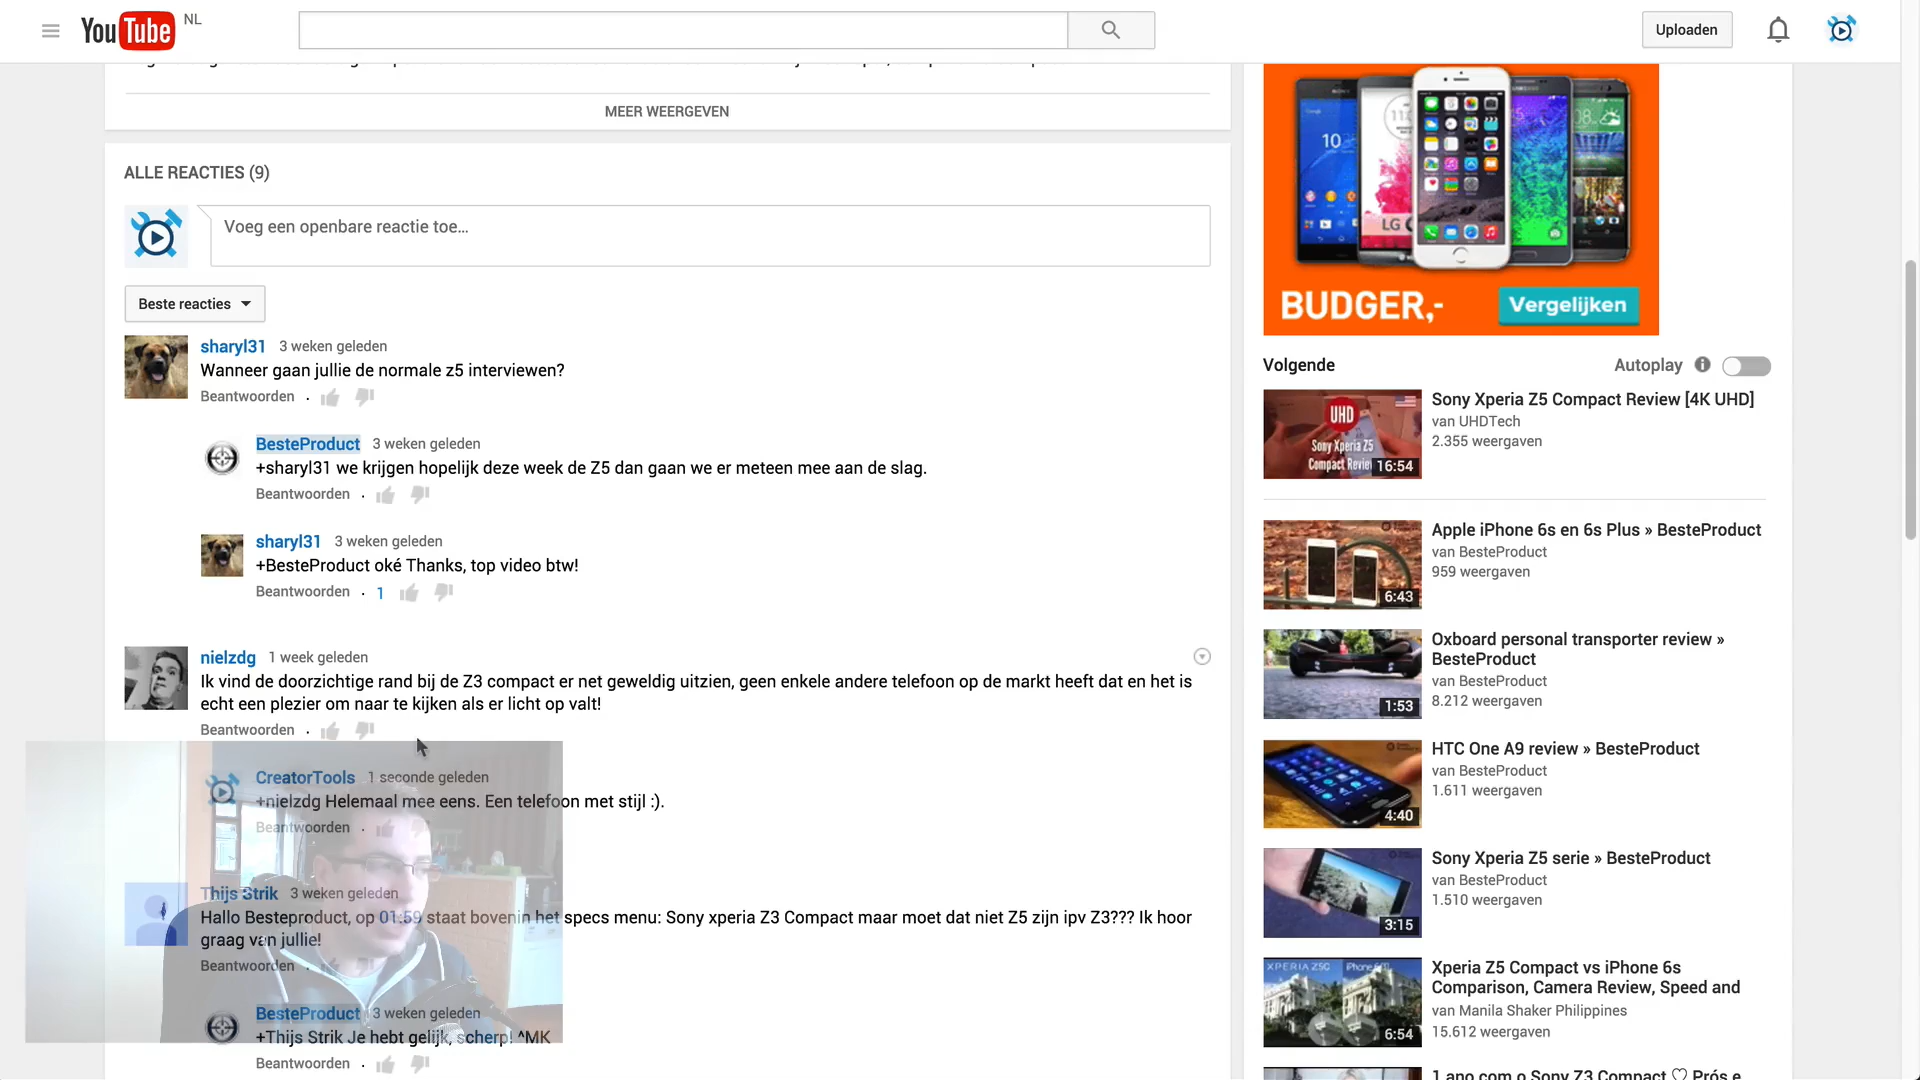 YouTube NL
Uploaden
MEER WEERGEVEN
ALLE REACTIES (9)
Voeg een openbare reactie toe...
Beste reacties
sharyl31 3 weken geleden
Wanneer gaan jullie de normale z5 interviewen?
Beantwoorden
BesteProduct 3 weken geleden
+sharyl31 we krijgen hopelijk deze week de Z5 dan gaan we er meteen mee aan de slag.
Beantwoorden
sharyl31 3 weken geleden
+BesteProduct oké Thanks, top video btw!
Beantwoorden · 1
nielzdg 1 week geleden
Ik vind de doorzichtige rand bij de Z3 compact er net geweldig uitzien, geen enkele andere telefoon op de markt heeft dat en het is
echt een plezier om naar te kijken als er licht op valt!
Beantwoorden
CreatorTools 1 seconde geleden
+nielzdg Helemaal mee eens. Een telefoon met stijl :).
Beantwoorden
Thijs Strik 3 weken geleden
Hallo Besteproduct, op 01:59 staat bovenin het specs menu: Sony xperia Z3 Compact maar moet dat niet Z5 zijn ipv Z3??? Ik hoor
graag van jullie!
Beantwoorden
BesteProduct 3 weken geleden
+Thijs Strik Je hebt gelijk, scherp! ^MK
Beantwoorden
10
LG
BUDGER,-
Vergelijken
Volgende
Autoplay
UHD
Sony Xperia Z5
16:54
Sony Xperia Z5 Compact Review [4K UHD]
van UHDTech
2.355 weergaven
6:43
Apple iPhone 6s en 6s Plus » BesteProduct
van BesteProduct
959 weergaven
1:53
Oxboard personal transporter review »
BesteProduct
van BesteProduct
8.212 weergaven
4:40
HTC One A9 review » BesteProduct
van BesteProduct
1.611 weergaven
3:15
Sony Xperia Z5 serie » BesteProduct
van BesteProduct
1.510 weergaven
6:54
Xperia Z5 Compact vs iPhone 6s
Comparison, Camera Review, Speed and
van Manila Shaker Philippines
15.632 weergaven
1 ano com o Sony Z3 Compact ♡ Prós e